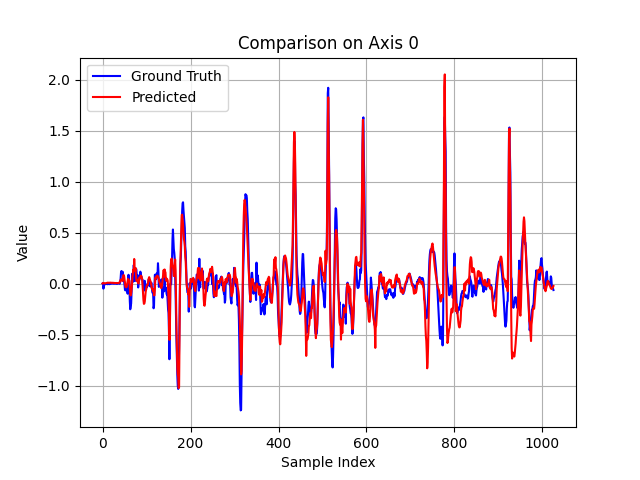 Comparison on Axis 0
Ground Truth
Predicted
2.0
1.5
1.0
0.5
0.0
−0.5
−1.0
Value
0 200 400 600 800 1000
Sample Index